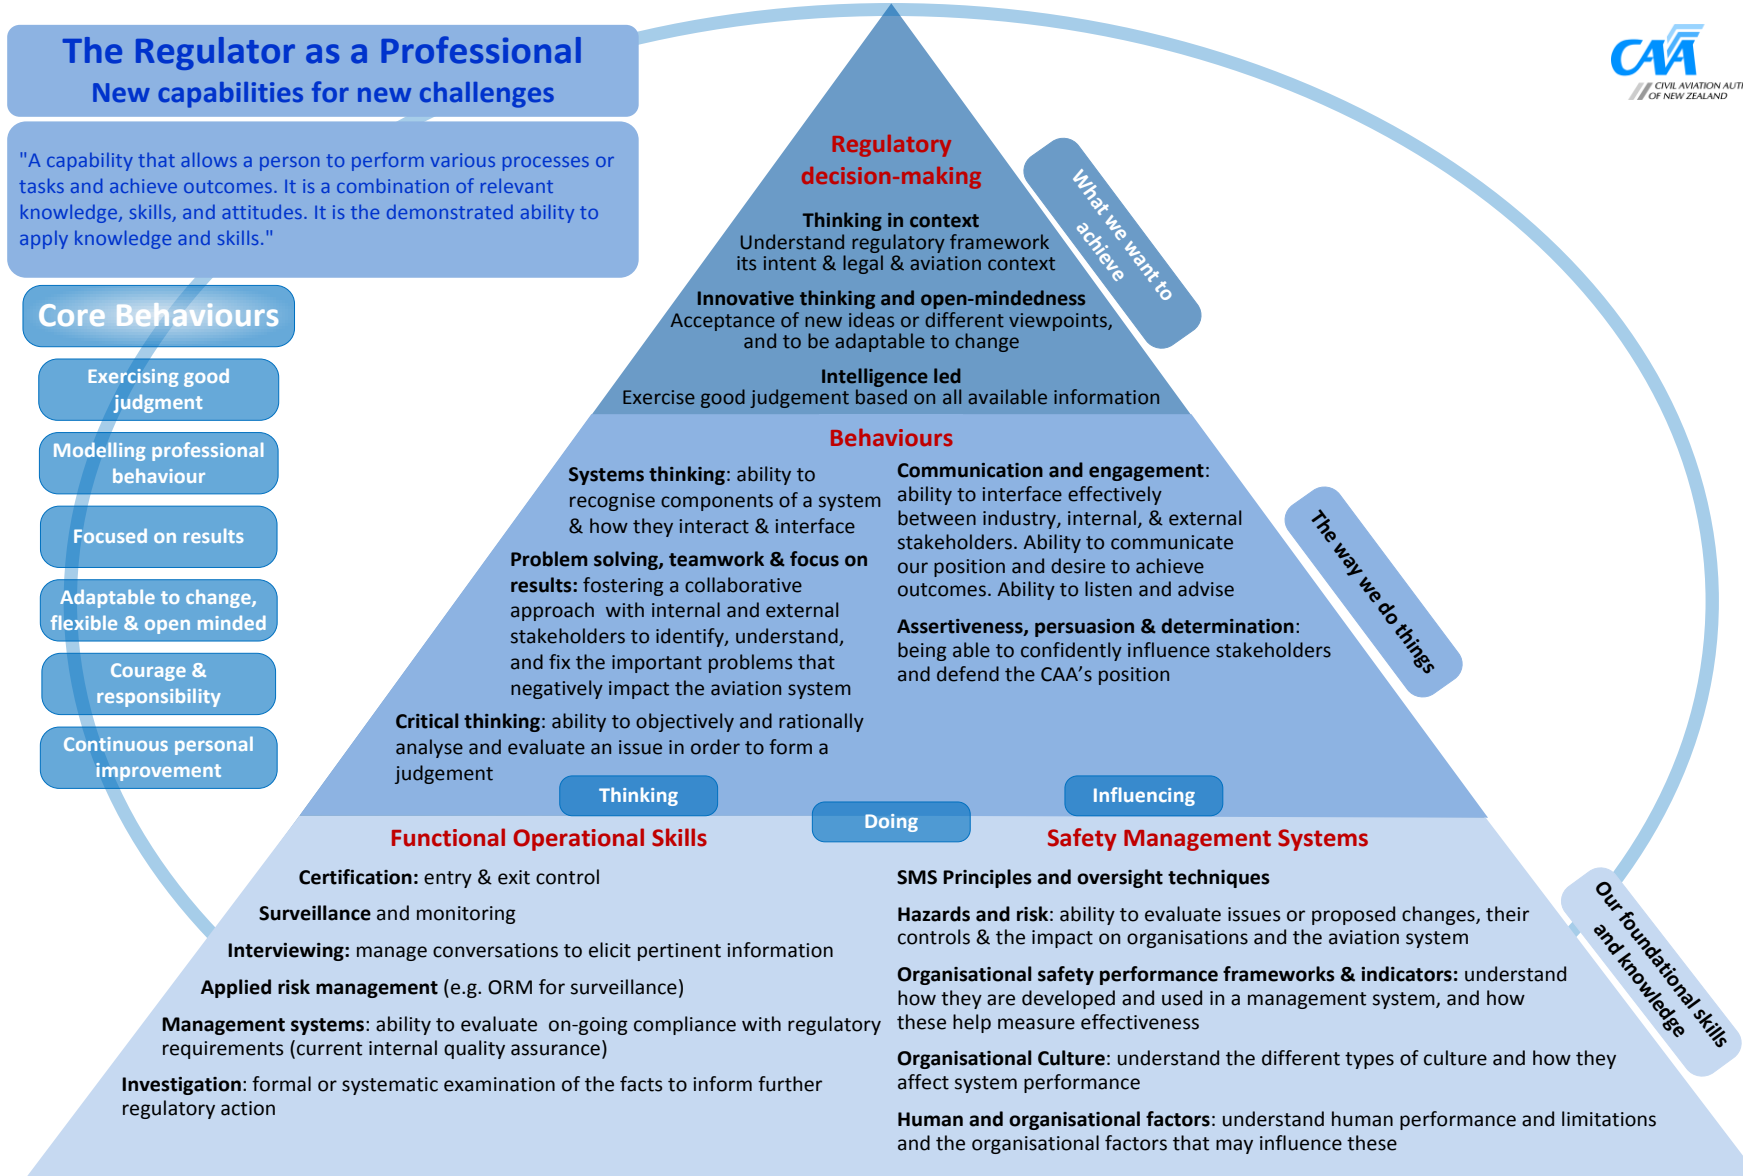 The Regulator as a Professional
New capabilities for new challenges
"A capability that allows a person to perform various processes or
tasks and achieve outcomes. It is a combination of relevant
knowledge, skills, and attitudes. It is the demonstrated ability to
apply knowledge and skills."
CAA
CIVIL AVIATION AUT
OF NEW ZEALAND
Core Behaviours
Exercising good
judgment
Modelling professional
behaviour
Focused on results
Adaptable to change,
flexible & open minded
Courage &
responsibility
Continuous personal
improvement
Regulatory
decision-making
Thinking in context
Understand regulatory framework
its intent & legal & aviation context
Innovative thinking and open-mindedness
Acceptance of new ideas or different viewpoints,
and to be adaptable to change
Intelligence led
Exercise good judgement based on all available information
What we want to
achieve
Behaviours
Systems thinking: ability to
recognise components of a system
& how they interact & interface
Problem solving, teamwork & focus on
results: fostering a collaborative
approach with internal and external
stakeholders to identify, understand,
and fix the important problems that
negatively impact the aviation system
Critical thinking: ability to objectively and rationally
analyse and evaluate an issue in order to form a
judgement
Communication and engagement:
ability to interface effectively
between industry, internal, & external
stakeholders. Ability to communicate
our position and desire to achieve
outcomes. Ability to listen and advise
Assertiveness, persuasion & determination:
being able to confidently influence stakeholders
and defend the CAA's position
The way we do things
Thinking
Doing
Influencing
Functional Operational Skills
Certification: entry & exit control
Surveillance and monitoring
Interviewing: manage conversations to elicit pertinent information
Applied risk management (e.g. ORM for surveillance)
Management systems: ability to evaluate on-going compliance with regulatory
requirements (current internal quality assurance)
Investigation: formal or systematic examination of the facts to inform further
regulatory action
Safety Management Systems
SMS Principles and oversight techniques
Hazards and risk: ability to evaluate issues or proposed changes, their
controls & the impact on organisations and the aviation system
Organisational safety performance frameworks & indicators: understand
how they are developed and used in a management system, and how
these help measure effectiveness
Organisational Culture: understand the different types of culture and how they
affect system performance
Human and organisational factors: understand human performance and limitations
and the organisational factors that may influence these
Our foundational skills
and knowledge